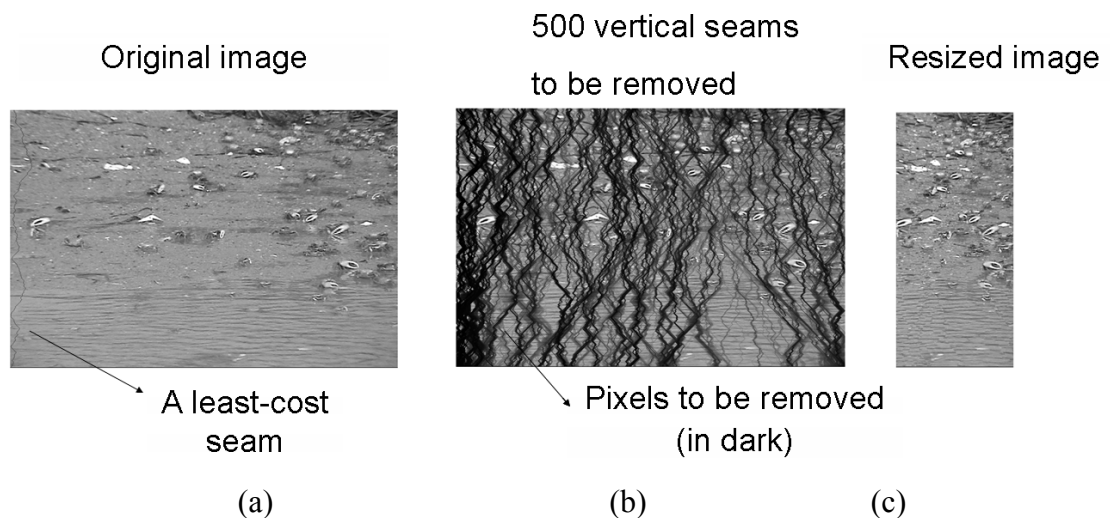 Original image
500 vertical seams
to be removed
Resized image
A least-cost
seam
Pixels to be removed
(in dark)
(a)
(b)
(c)